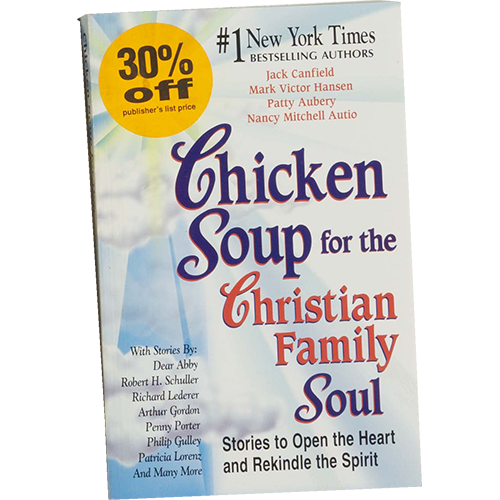 30%
off
publisher's list price
#1 New York Times
BESTSELLING AUTHORS
Jack Canfield
Mark Victor Hansen
Patty Aubery
Nancy Mitchell Autio
Chicken
Soup for the
Christian
Family
Soul
With Stories By:
Dear Abby
Robert H. Schuller
Richard Lederer
Arthur Gordon
Penny Porter
Philip Gulley
Patricia Lorenz
And Many More
Stories to Open the Heart
and Rekindle the Spirit